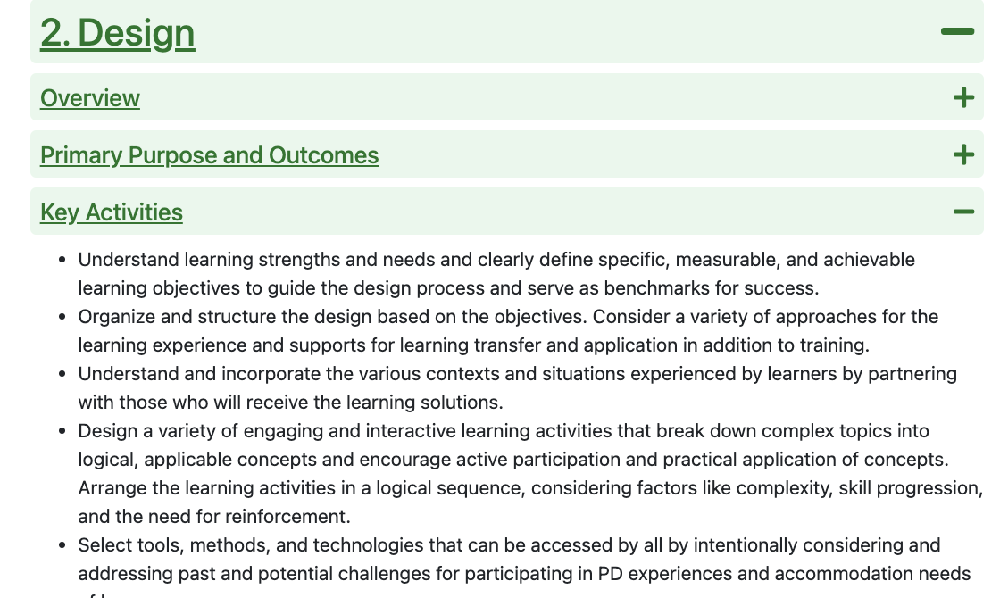 2. Design
Overview
Primary Purpose and Outcomes
Key Activities
• Understand learning strengths and needs and clearly define specific, measurable, and achievable
learning objectives to guide the design process and serve as benchmarks for success.
• Organize and structure the design based on the objectives. Consider a variety of approaches for the
learning experience and supports for learning transfer and application in addition to training.
• Understand and incorporate the various contexts and situations experienced by learners by partnering
with those who will receive the learning solutions.
• Design a variety of engaging and interactive learning activities that break down complex topics into
logical, applicable concepts and encourage active participation and practical application of concepts.
Arrange the learning activities in a logical sequence, considering factors like complexity, skill progression,
and the need for reinforcement.
• Select tools, methods, and technologies that can be accessed by all by intentionally considering and
addressing past and potential challenges for participating in PD experiences and accommodation needs